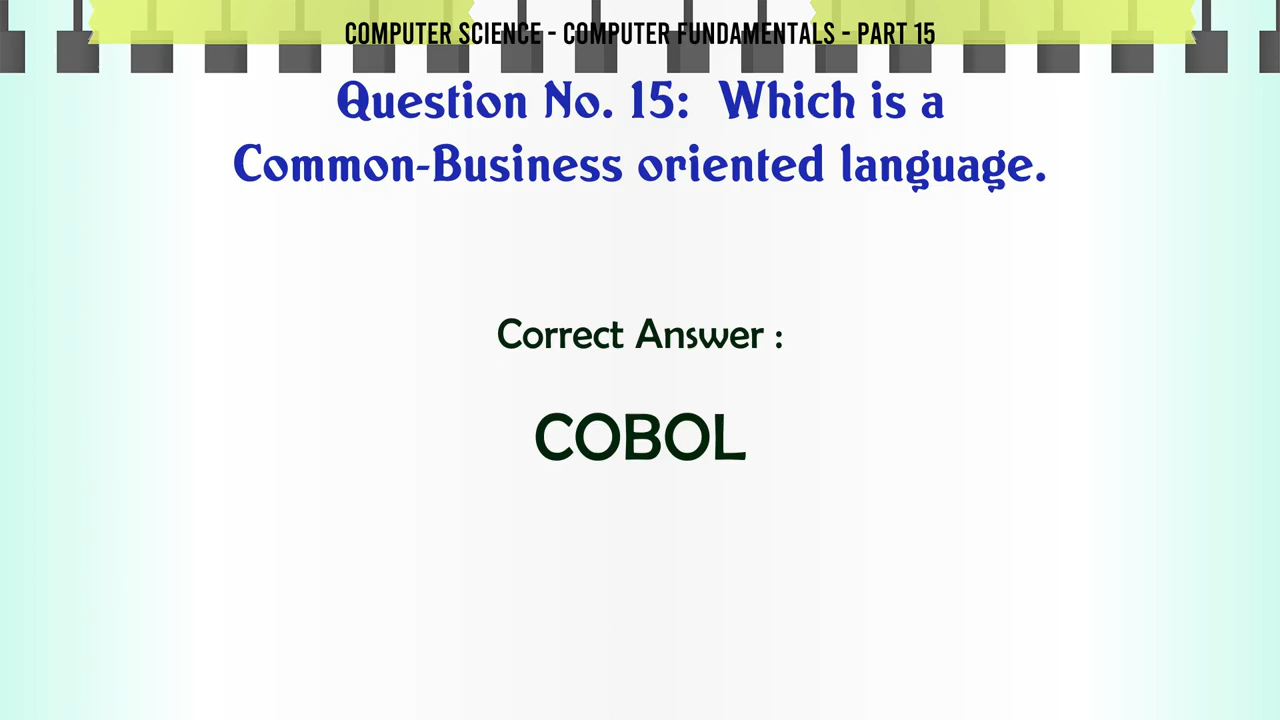 COMPUTER SCIENCE - COMPUTER FUNDAMENTALS - PART 15
Question No. 15: Which is a
Common-Business oriented language.
Correct Answer :
COBOL